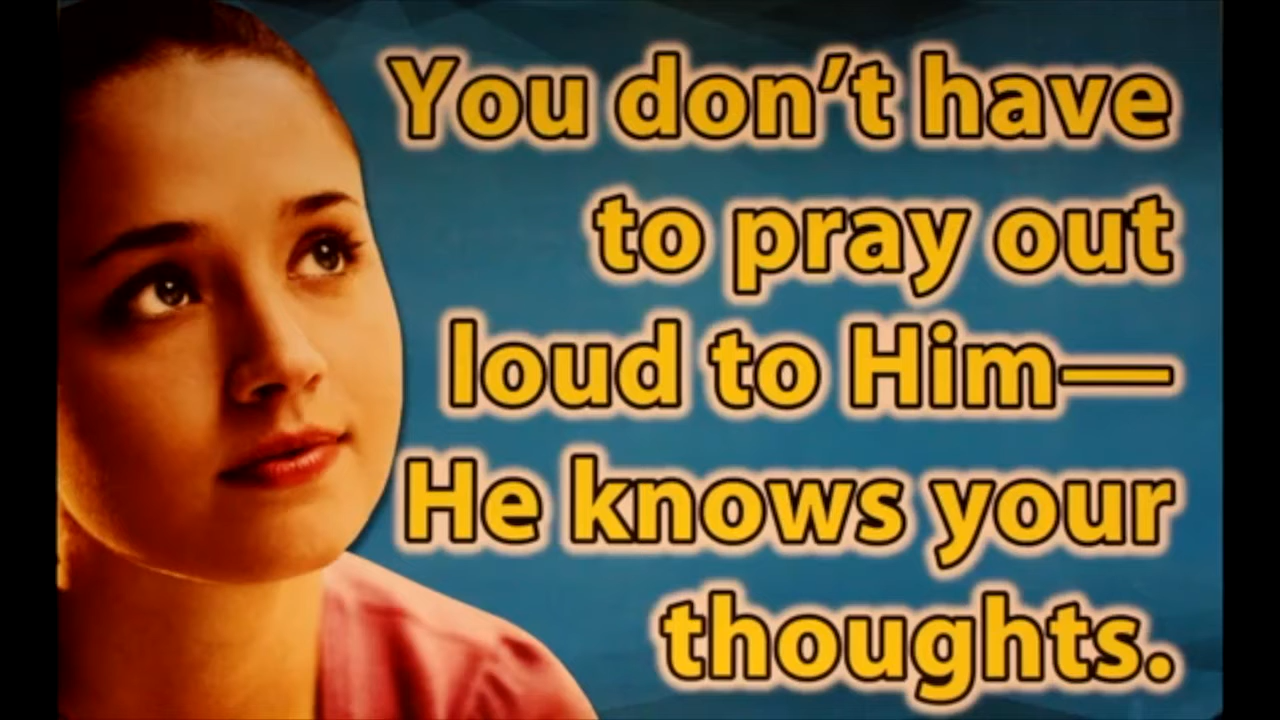 You don’t have
to pray out
loud to Him—
He knows your
thoughts.